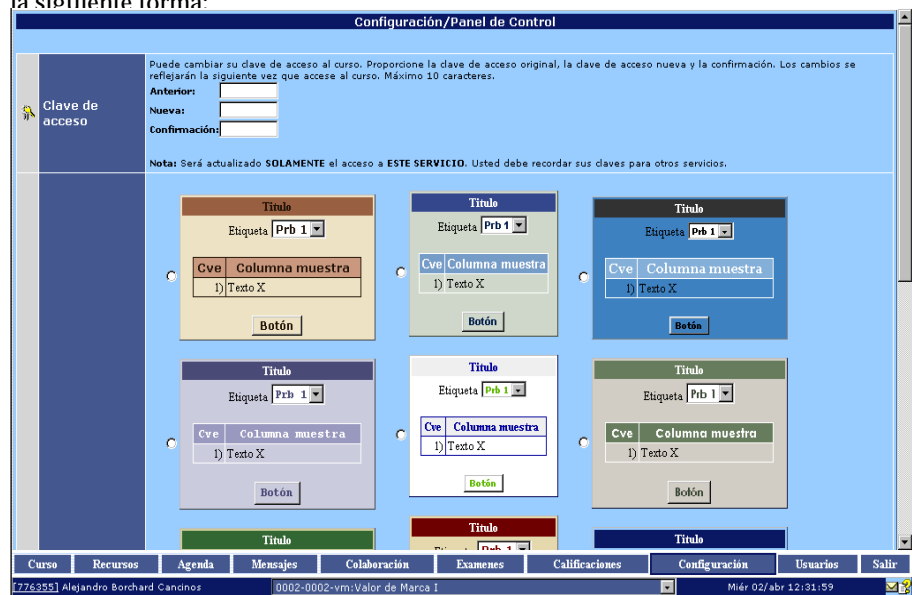 la siguiente forma:
Configuración/Panel de Control
Puede cambiar su clave de acceso al curso. Proporcione la clave de acceso original, la clave de acceso nueva y la confirmación. Los cambios se
reflejarán la siguiente vez que accese al curso. Máximo 10 caracteres.
Clave de
acceso
Anterior:
Nueva:
Confirmación:
Nota: Será actualizado SOLAMENTE el acceso a ESTE SERVICIO. Usted debe recordar sus claves para otros servicios.
Titulo
Etiqueta Prb 1
Cve Columna muestra
1) Texto X
Botón
Titulo
Etiqueta Prb 1
Cve Columna muestra
1) Texto X
Botón
Titulo
Etiqueta Prb 1
Cve Columna muestra
1) Texto X
Botón
Titulo
Etiqueta Prb 1
Cve Columna muestra
1) Texto X
Botón
Titulo
Etiqueta Prb 1
Cve Columna muestra
1) Texto X
Botón
Titulo
Etiqueta Prb 1
Cve Columna muestra
1) Texto X
Botón
Titulo
Titulo
Prb 1
Titulo
Curso Recursos Agenda Mensajes Colaboración Examenes Calificaciones Configuración Usuarios Salir
[776355] Alejandro Borchard Cancinos 0002-0002-vm:Valor de Marca I Miér 02/abr 12:31:59